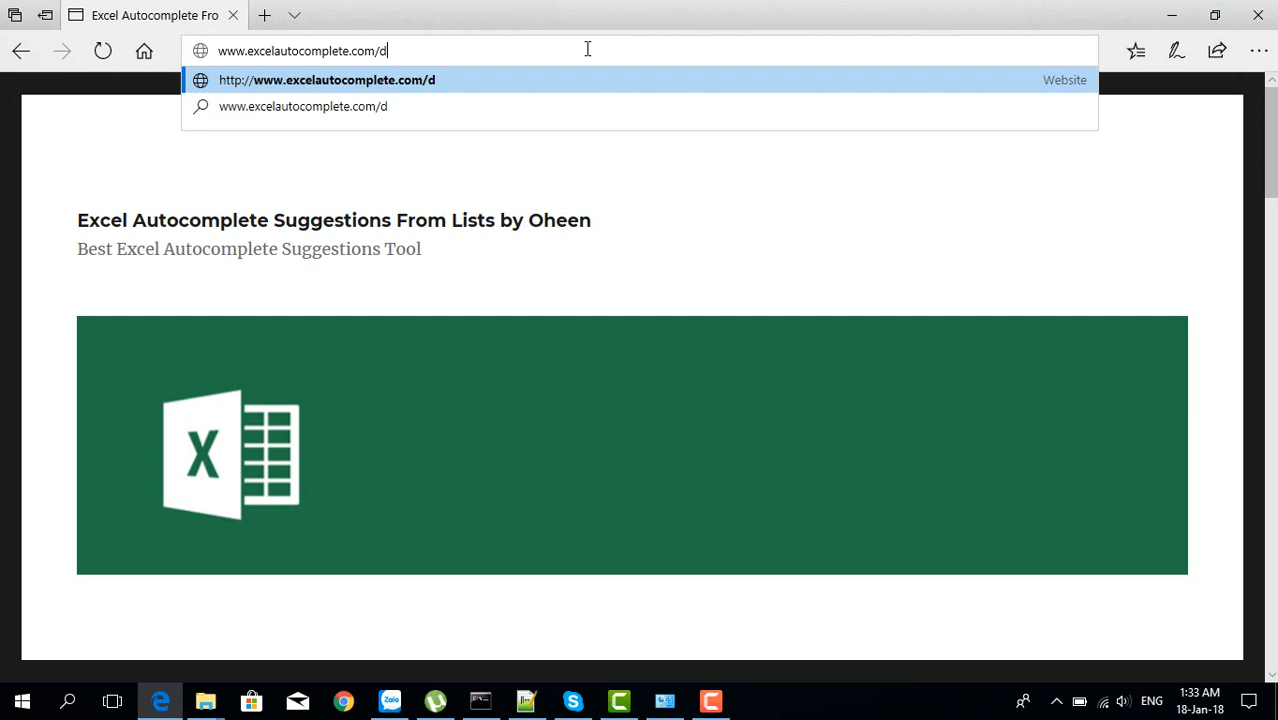 Excel Autocomplete Fro
www.excelautocomplete.com/d
http://www.excelautocomplete.com/d Website
www.excelautocomplete.com/d
Excel Autocomplete Suggestions From Lists by Oheen
Best Excel Autocomplete Suggestions Tool
X
Zalo
ENG
1:33 AM
18-Jan-18